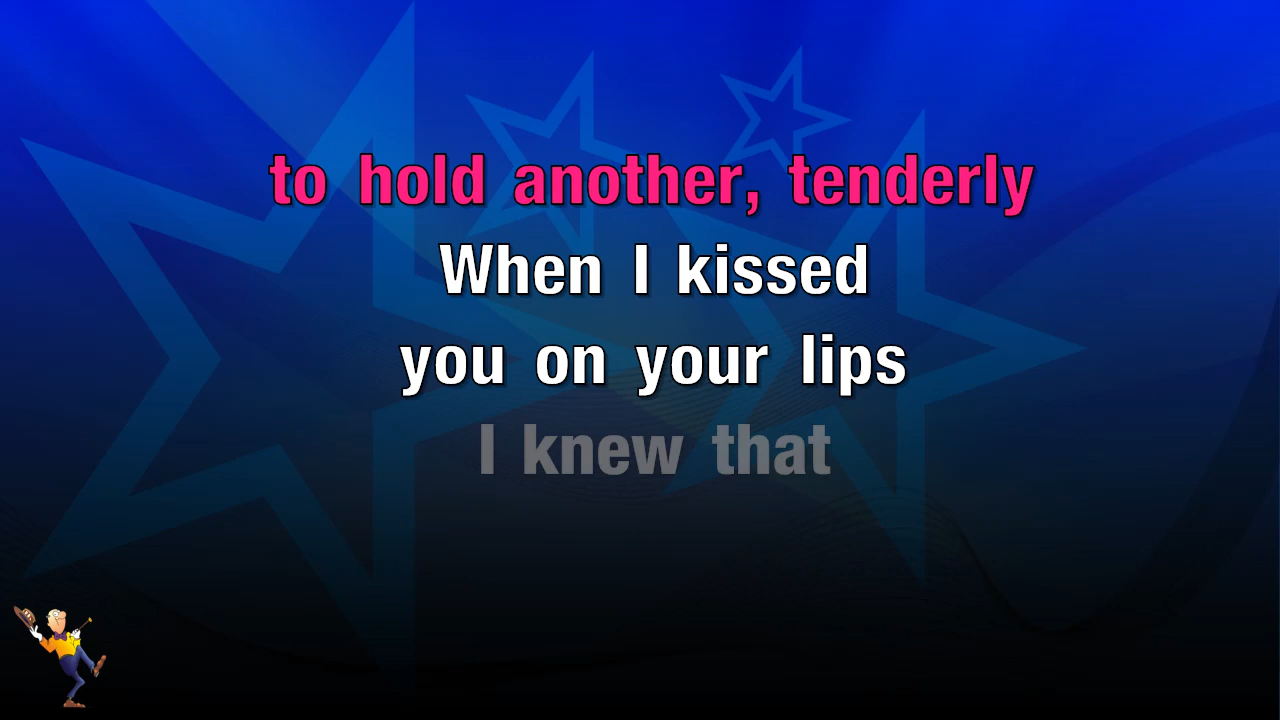 to hold another, tenderly
When I kissed
you on your lips
I knew that